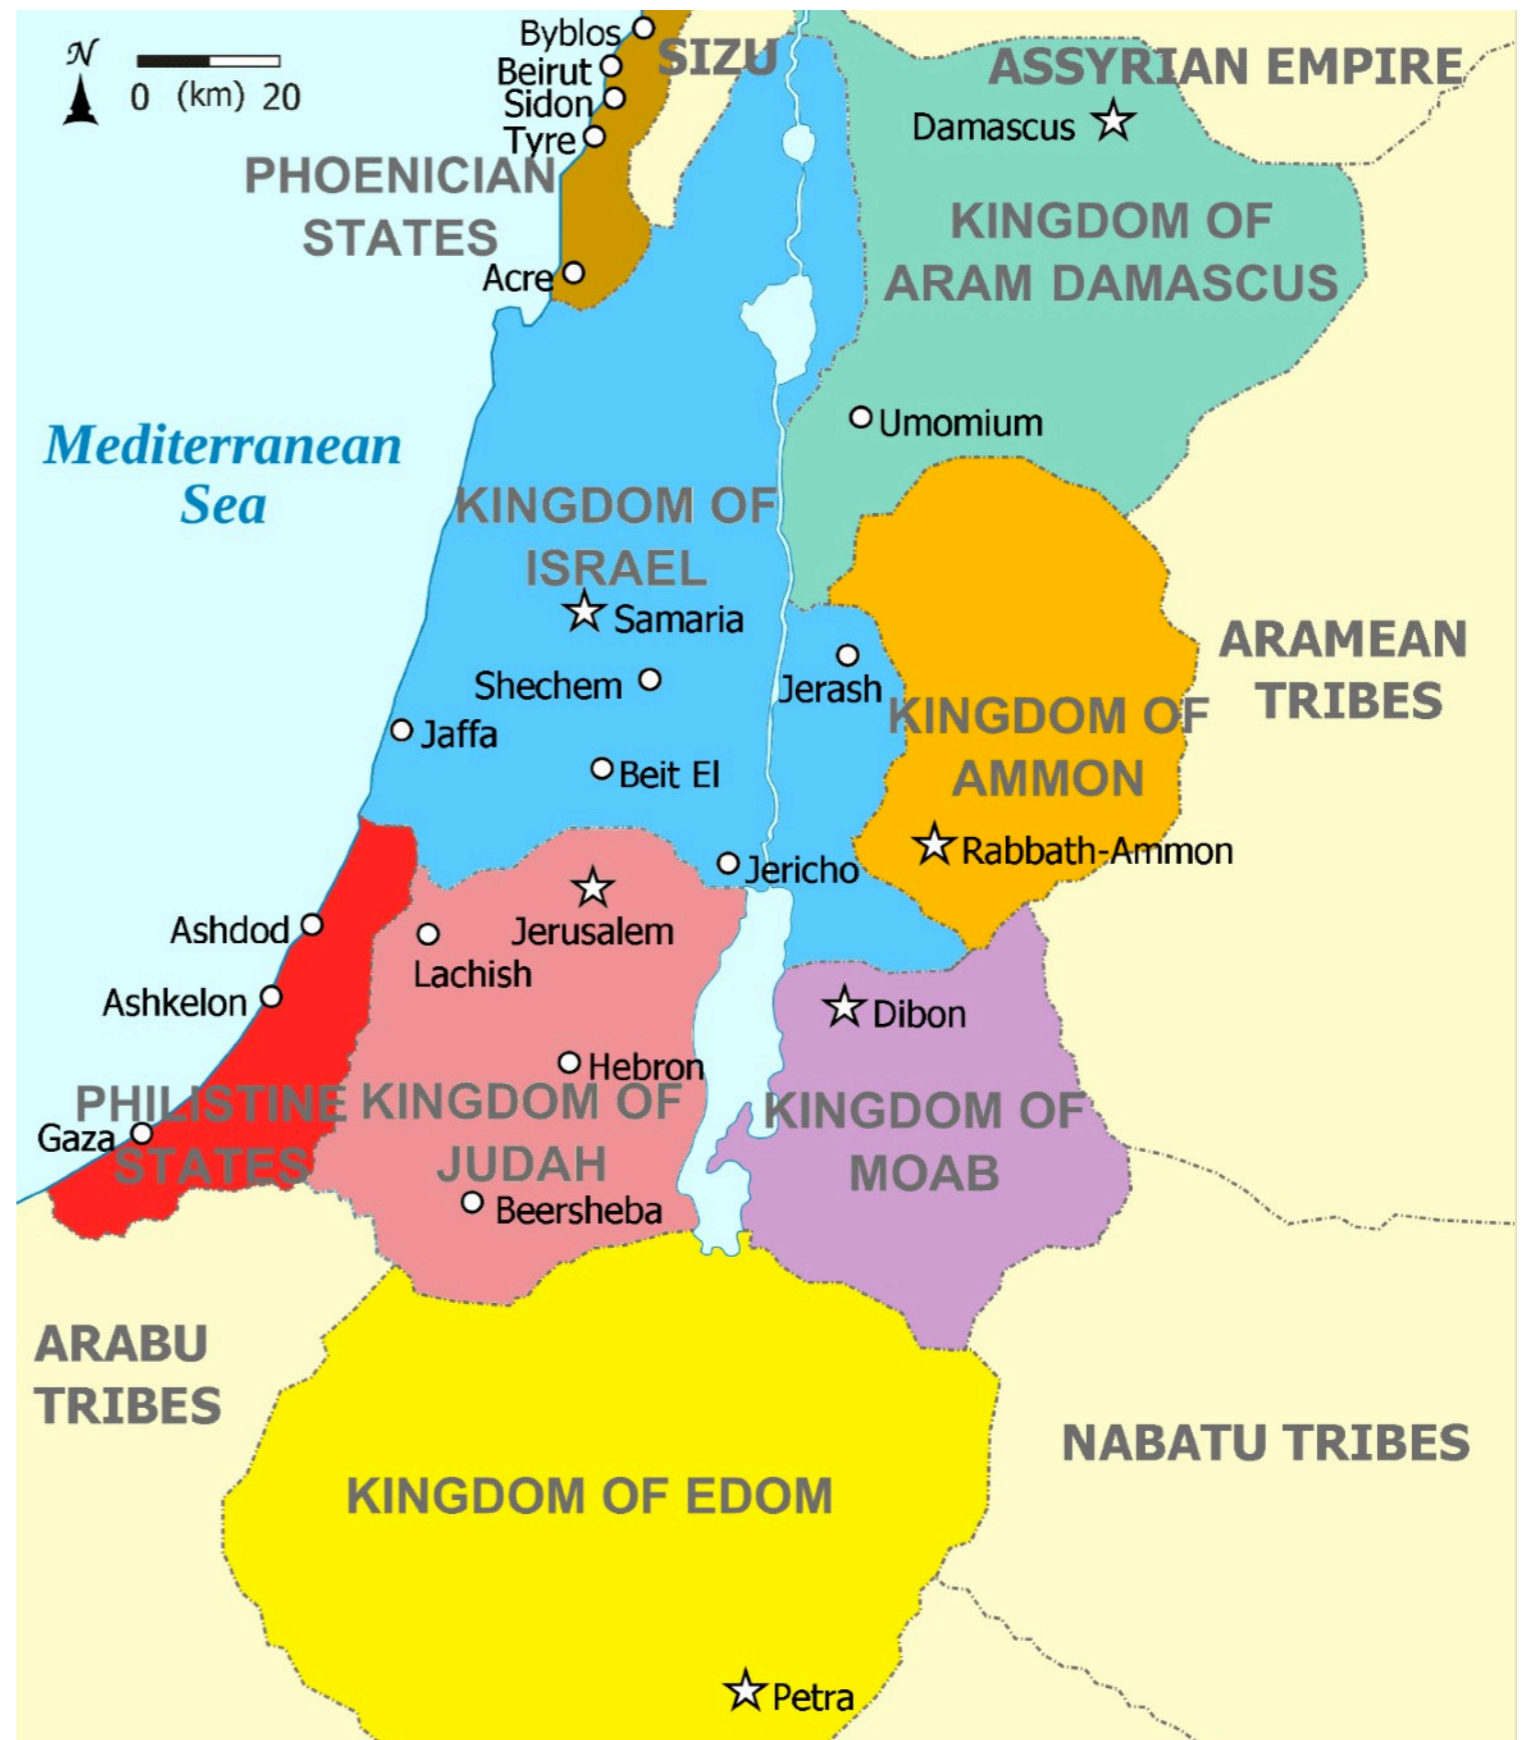 N
0 (km) 20
Byblos
Beirut
Sidon
Tyre
SIZU
ASSYRIAN EMPIRE
Damascus
PHOENICIAN
STATES
Acre
KINGDOM OF
ARAM DAMASCUS
Umomium
Mediterranean
Sea
KINGDOM OF
ISRAEL
Samaria
Shechem
Jaffa
Beit El
Jerash
Jericho
ARAMEAN
TRIBES
KINGDOM OF
AMMON
Rabbath-Ammon
Ashdod
Ashkelon
Gaza
PHILISTINE
STATES
Jerusalem
Lachish
Hebron
KINGDOM OF
JUDAH
Beersheba
Dibon
KINGDOM OF
MOAB
ARABU
TRIBES
NABATU TRIBES
KINGDOM OF EDOM
Petra